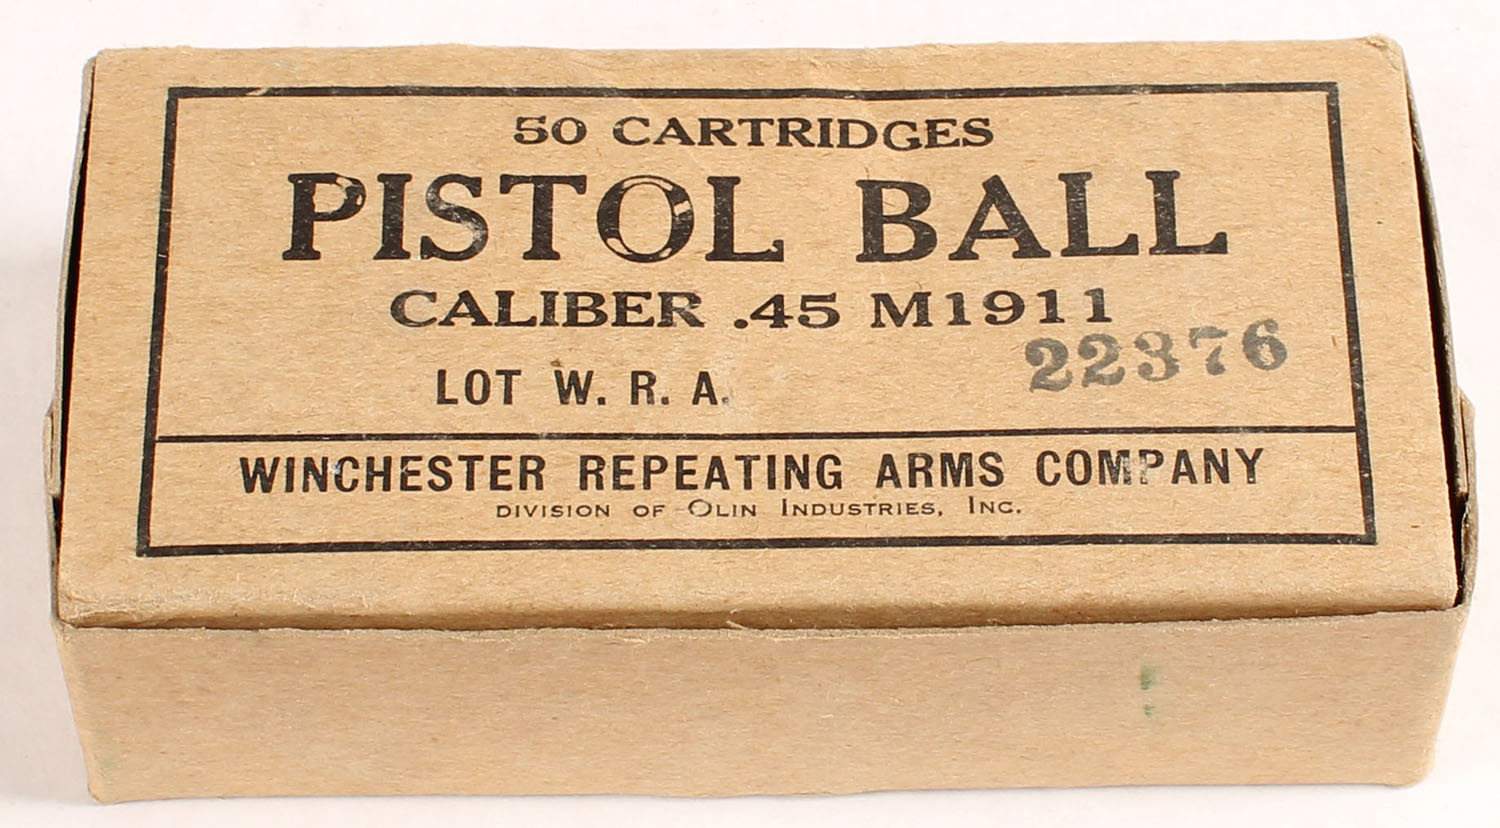 50 CARTRIDGES
PISTOL BALL
CALIBER .45 M1911
LOT W. R. A. 22376
WINCHESTER REPEATING ARMS COMPANY
DIVISION OF OLIN INDUSTRIES, INC.